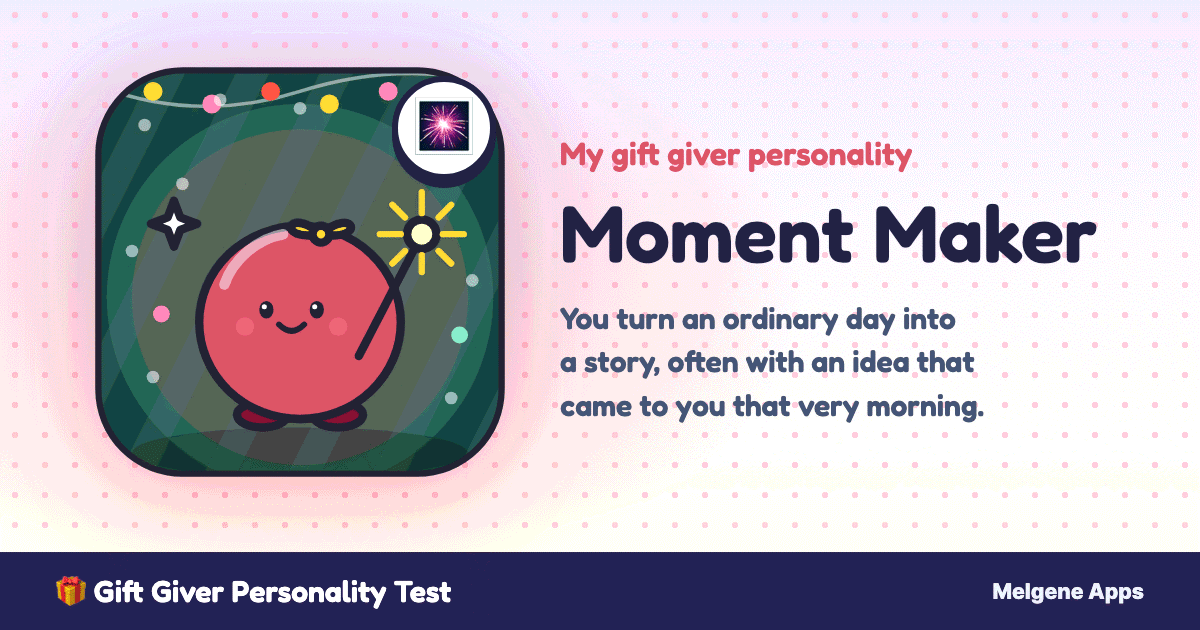 My gift giver personality
Moment Maker
You turn an ordinary day into
a story, often with an idea that
came to you that very morning.
Gift Giver Personality Test
Melgene Apps